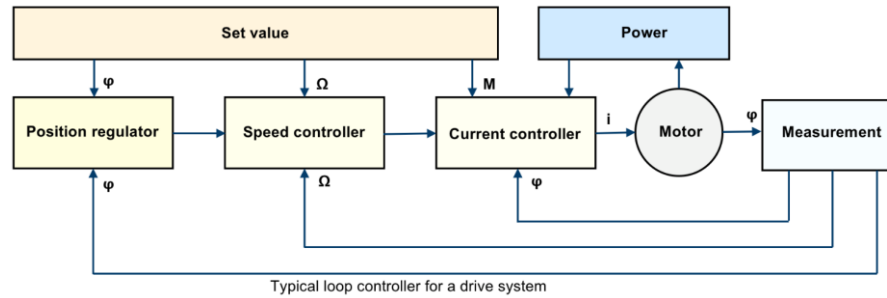 Set value
Power
φ
Ω
M
Position regulator
Speed controller
Current controller
i
Motor
φ
Measurement
φ
Ω
φ
Typical loop controller for a drive system